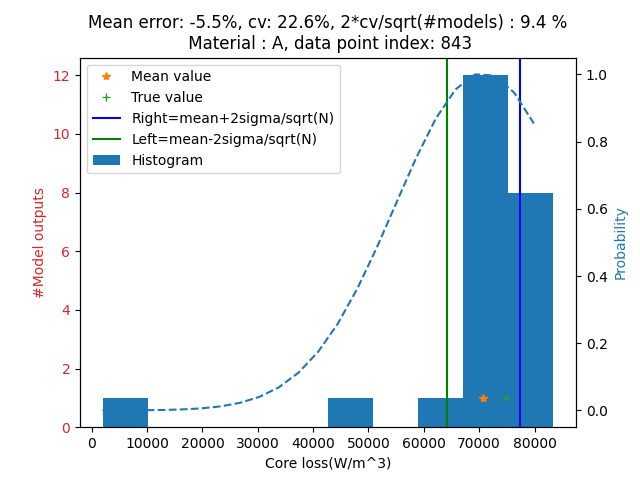 Mean error: -5.5%, cv: 22.6%, 2*cv/sqrt(#models) : 9.4 %
Material : A, data point index: 843
Mean value
True value
Right=mean+2sigma/sqrt(N)
Left=mean-2sigma/sqrt(N)
Histogram
#Model outputs
12
10
8
6
4
2
0
1.0
0.8
0.6
0.4
0.2
0.0
Probability
0 10000 20000 30000 40000 50000 60000 70000 80000
Core loss(W/m^3)